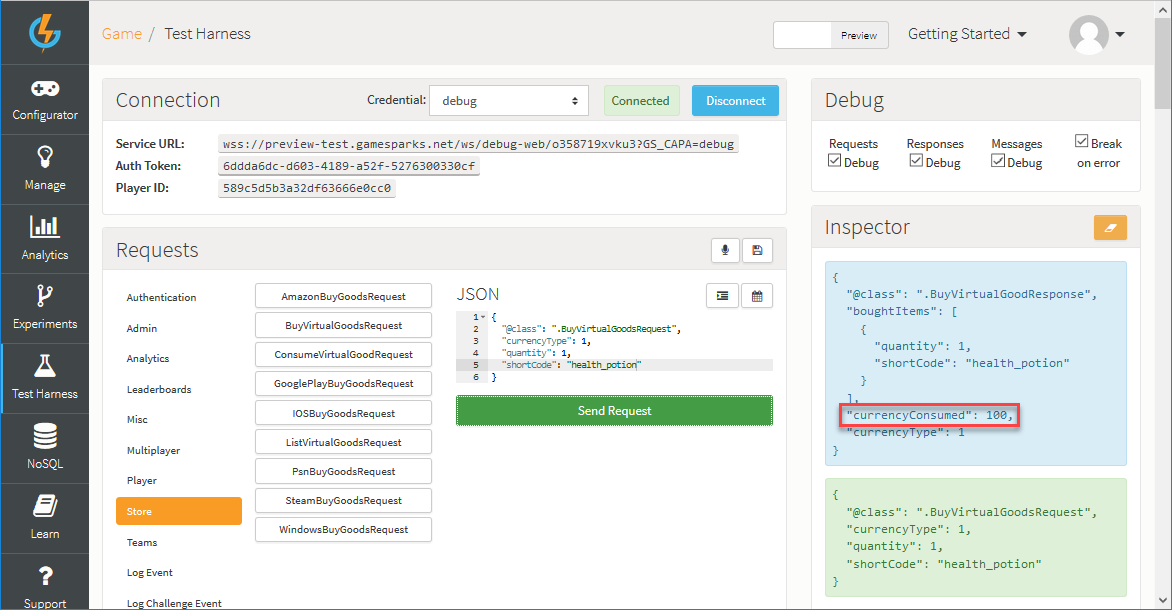 Game / Test Harness
Preview
Getting Started
Configurator
Manage
Analytics
Experiments
Test Harness
NoSQL
Learn
Support
Connection
Credential:
debug
Connected
Disconnect
Service URL:
wss://preview-test.gamesparks.net/ws/debug-web/o358719xvku3?GS_CAPA=debug
Auth Token:
6ddda6dc-d603-4189-a52f-5276300330cf
Player ID:
589c5d5b3a32df63666e0cc0
Requests
Authentication
Admin
Analytics
Leaderboards
Misc
Multiplayer
Player
Store
Teams
Log Event
Log Challenge Event
AmazonBuyGoodsRequest
BuyVirtualGoodsRequest
ConsumeVirtualGoodRequest
GooglePlayBuyGoodsRequest
IOSBuyGoodsRequest
ListVirtualGoodsRequest
PsnBuyGoodsRequest
SteamBuyGoodsRequest
WindowsBuyGoodsRequest
JSON
1 {
2 "@class": ".BuyVirtualGoodsRequest",
3 "currencyType": 1,
4 "quantity": 1,
5 "shortCode": "health_potion"
6 }
Send Request
Debug
Requests
Debug
Responses
Debug
Messages
Debug
Break
on error
Inspector
{
"@class": ".BuyVirtualGoodResponse",
"boughtItems": [
{
"quantity": 1,
"shortCode": "health_potion"
}
],
"currencyConsumed": 100,
"currencyType": 1
}
{
"@class": ".BuyVirtualGoodsRequest",
"currencyType": 1,
"quantity": 1,
"shortCode": "health_potion"
}